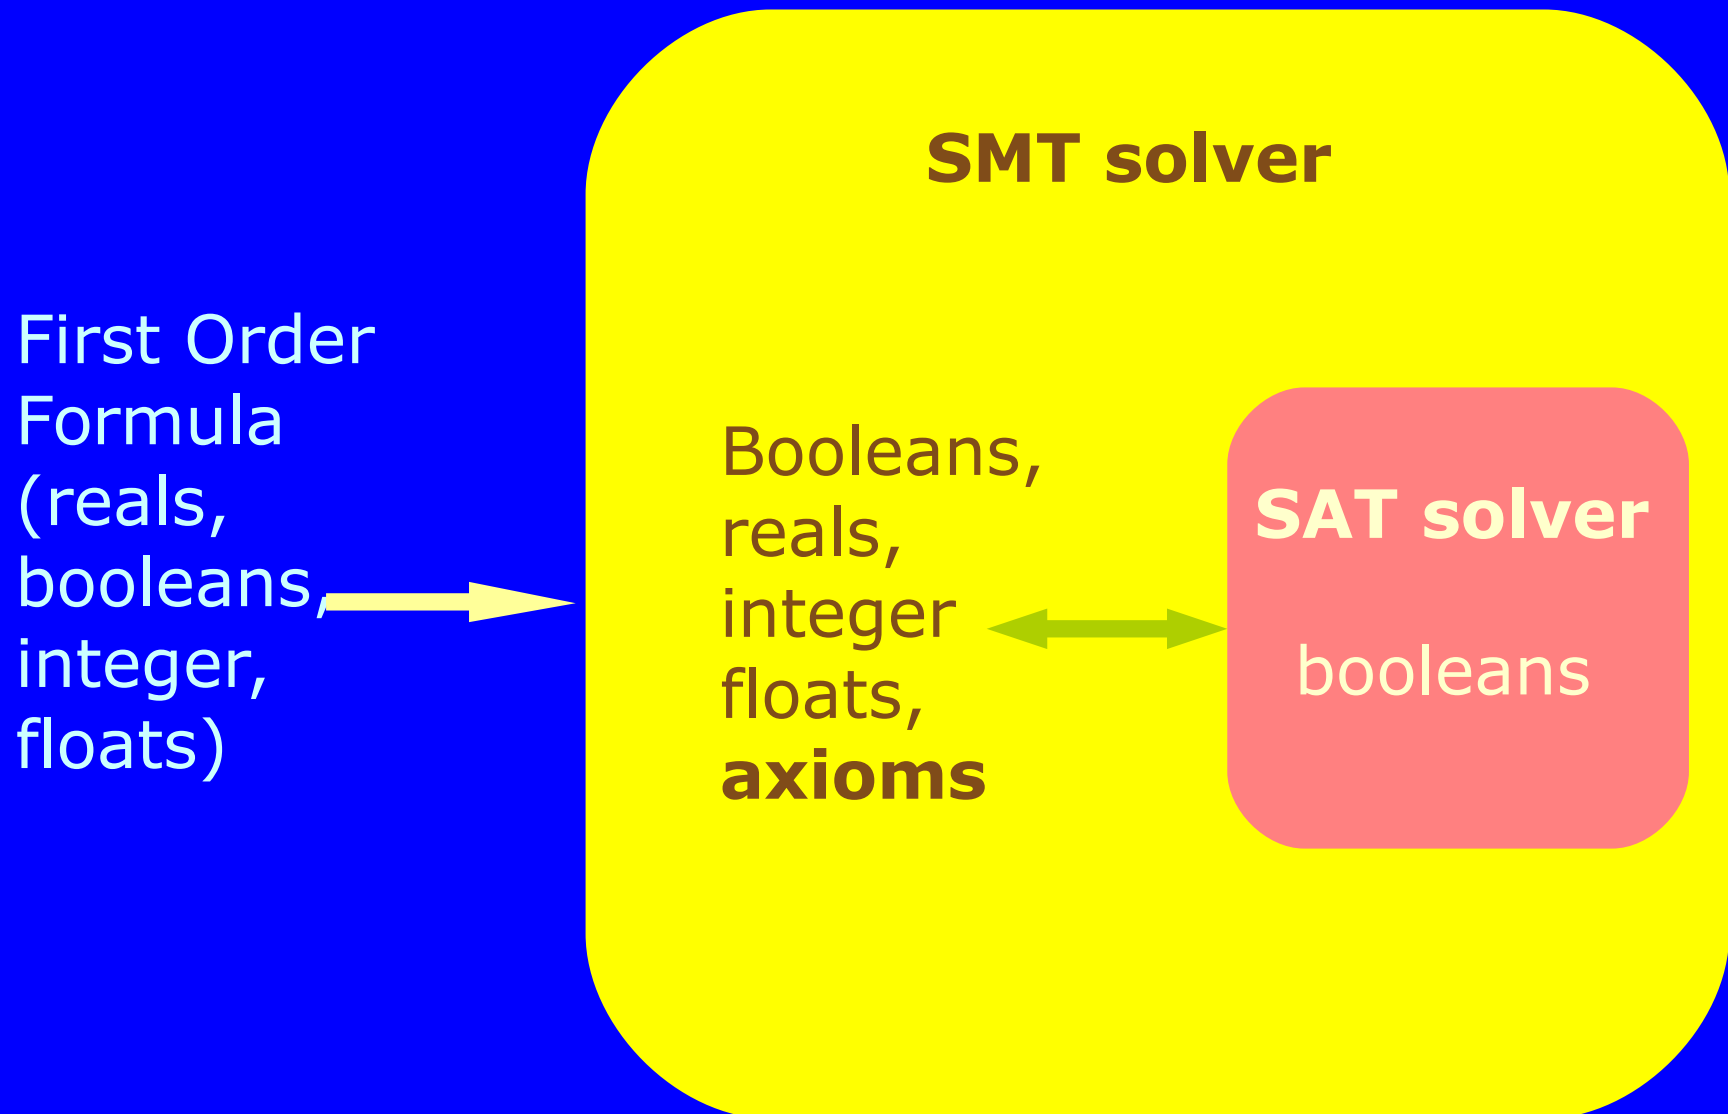 SMT solver
First Order
Formula
(reals,
booleans,
integer,
floats)
Booleans,
reals,
integer
floats,
axioms
SAT solver
booleans